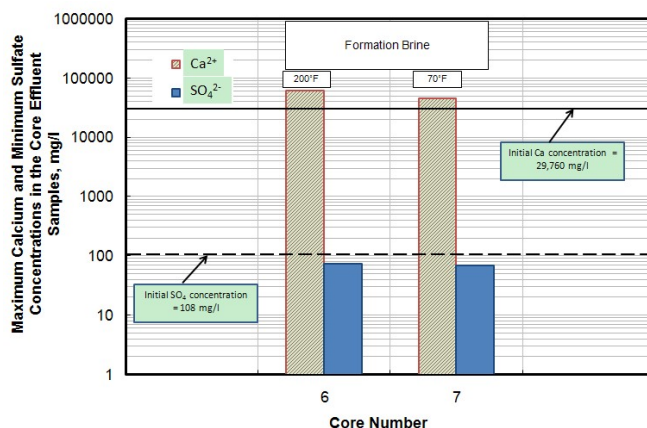 Maximum Calcium and Minimum Sulfate
Concentrations in the Core Effluent
Samples, mg/l
1000000
100000
10000
1000
100
10
1
Ca²⁺
SO₄²⁻
Formation Brine
200°F
70°F
Initial Ca concentration =
29,760 mg/l
Initial SO₄ concentration
= 108 mg/l
6
7
Core Number